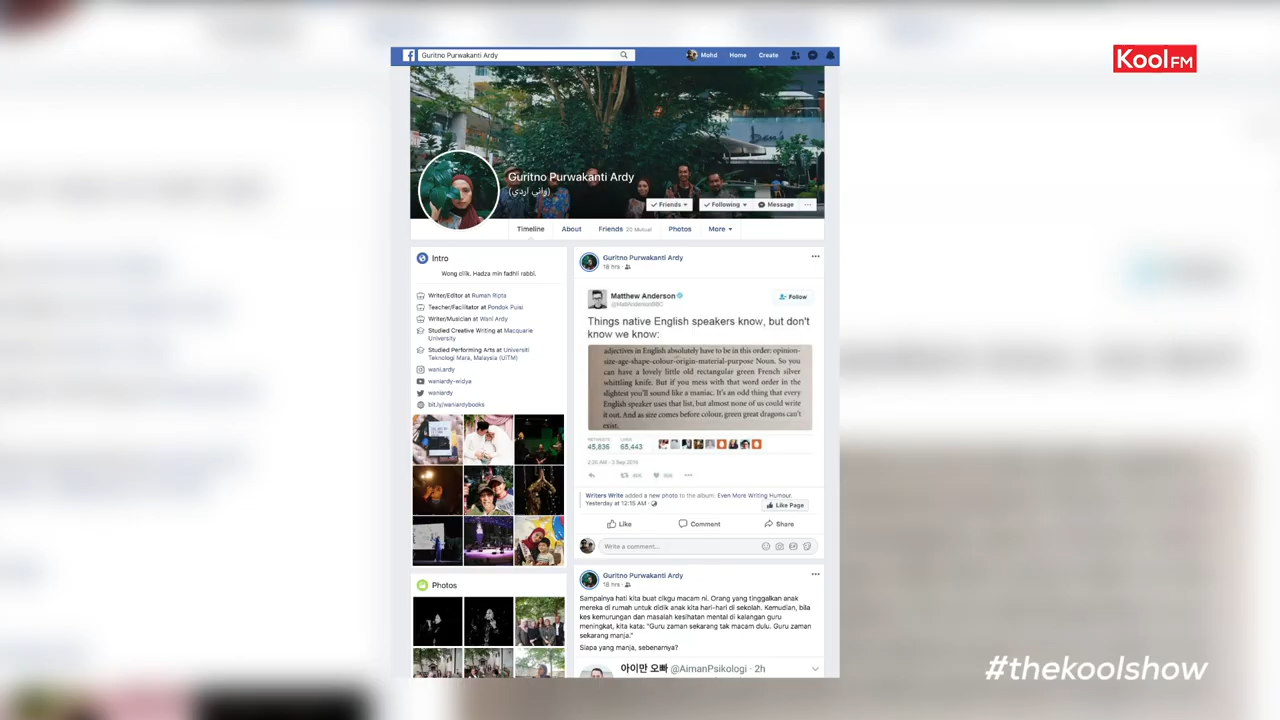 Guritno Purwakanti Ardy
Mohd
Home
Create
KOOL FM
Guritno Purwakanti Ardy
(واني اردي)
Friends
Following
Message
Timeline
About
Friends 20 Mutual
Photos
More
Intro
Wong cilik. Hadza min fadhli rabbi.
Writer/Editor at Rumah Ripta
Teacher/Facilitator at Pondok Puisi
Writer/Musician at Wani Ardy
Studied Creative Writing at Macquarie
University
Studied Performing Arts at Universiti
Teknologi Mara, Malaysia (UiTM)
wani.ardy
waniardy-widya
waniardy
bit.ly/waniardybooks
Photos
Guritno Purwakanti Ardy
18 hrs
Matthew Anderson
@MattAndersonBBC
Follow
Things native English speakers know, but don't
know we know:
adjectives in English absolutely have to be in this order: opinion-
size-age-shape-colour-origin-material-purpose Noun. So you
can have a lovely little old rectangular green French silver
whittling knife. But if you mess with that word order in the
slightest you'll sound like a maniac. It's an odd thing that every
English speaker uses that list, but almost none of us could write
it out. And as size comes before colour, green great dragons can't
exist.
RETWEETS
45,836
LIKES
65,443
2:26 AM - 3 Sep 2016
Writers Write added a new photo to the album: Even More Writing Humour.
Yesterday at 12:15 AM
Like Page
Like
Comment
Share
Write a comment...
Guritno Purwakanti Ardy
18 hrs
Sampainya hati kita buat cikgu macam ni. Orang yang tinggalkan anak
mereka di rumah untuk didik anak kita hari-hari di sekolah. Kemudian, bila
kes kemurungan dan masalah kesihatan mental di kalangan guru
meningkat, kita kata: "Guru zaman sekarang tak macam dulu. Guru zaman
sekarang manja."
Siapa yang manja, sebenarnya?
아이만 오빠 @AimanPsikologi · 2h
#thekoolshow